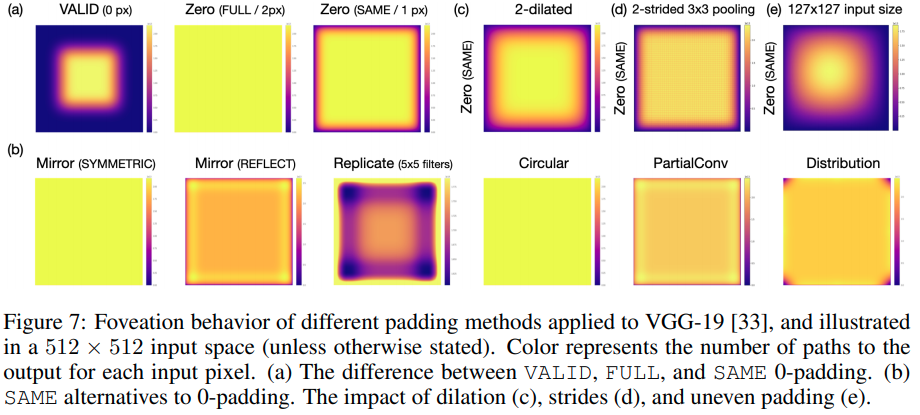 (a) VALID (0 px) Zero (FULL / 2px) Zero (SAME / 1 px) (c) 2-dilated (d) 2-strided 3x3 pooling (e) 127x127 input size
Zero (SAME)
Zero (SAME)
Zero (SAME)
(b)
Mirror (SYMMETRIC) Mirror (REFLECT) Replicate (5x5 filters) Circular PartialConv Distribution
Figure 7: Foveation behavior of different padding methods applied to VGG-19 [33], and illustrated
in a 512 × 512 input space (unless otherwise stated). Color represents the number of paths to the
output for each input pixel. (a) The difference between VALID, FULL, and SAME 0-padding. (b)
SAME alternatives to 0-padding. The impact of dilation (c), strides (d), and uneven padding (e).